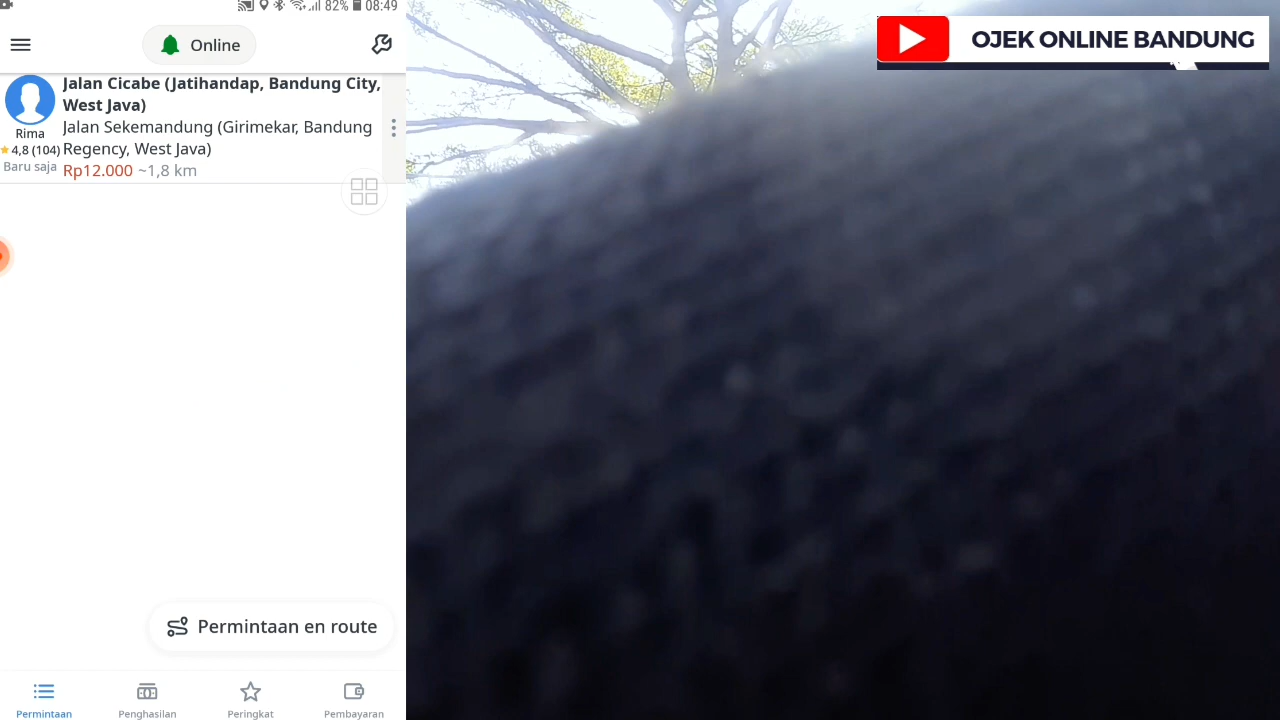 82% 08:49
Online
Jalan Cicabe (Jatihandap, Bandung City,
West Java)
Jalan Sekemandung (Girimekar, Bandung
Regency, West Java)
Rp12.000 ~1,8 km
Rima
4,8 (104)
Baru saja
Permintaan en route
Permintaan
Penghasilan
Peringkat
Pembayaran
OJEK ONLINE BANDUNG